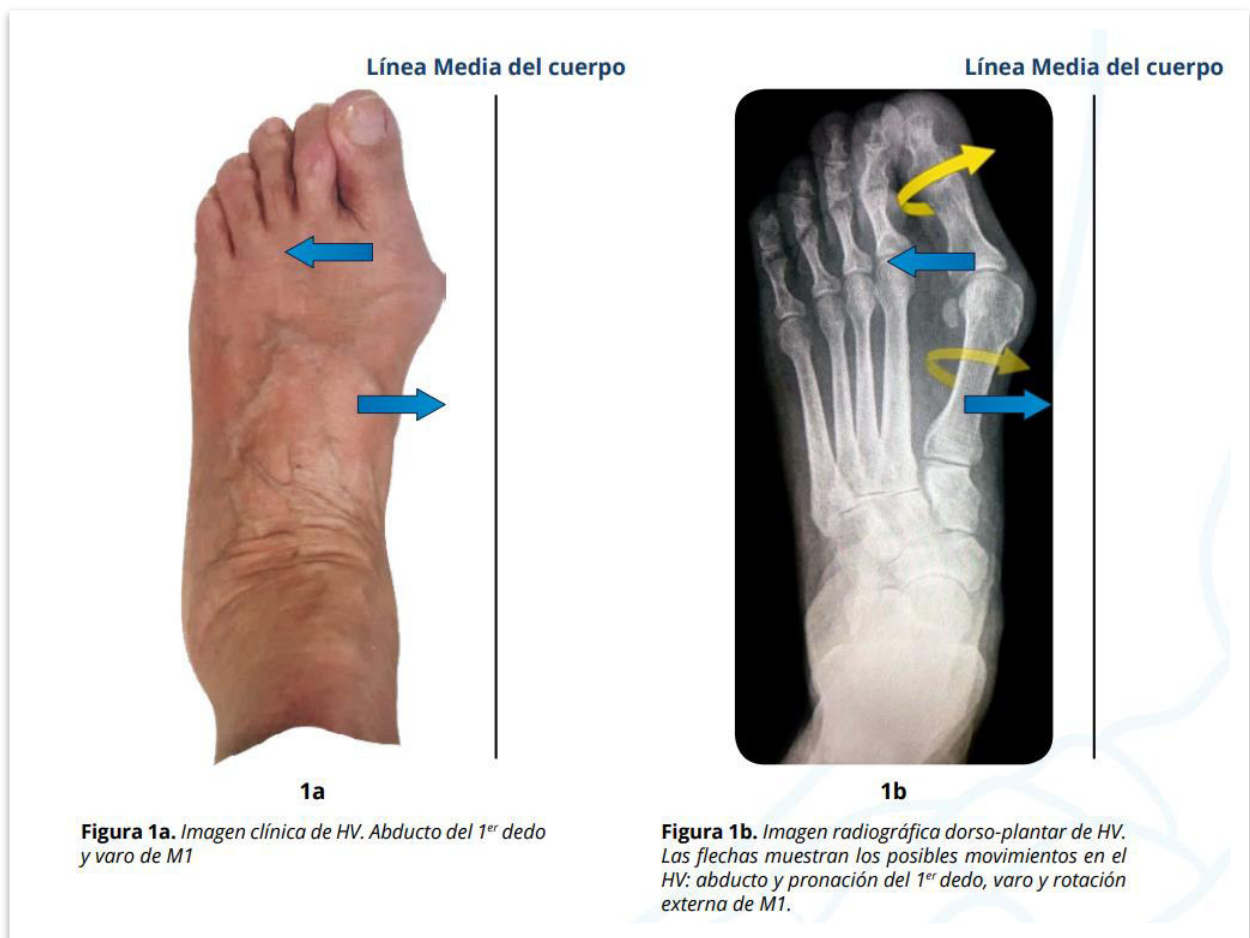 Línea Media del cuerpo
Línea Media del cuerpo
1a
Figura 1a. Imagen clínica de HV. Abducto del 1er dedo
y varo de M1
1b
Figura 1b. Imagen radiográfica dorso-plantar de HV.
Las flechas muestran los posibles movimientos en el
HV: abducto y pronación del 1er dedo, varo y rotación
externa de M1.